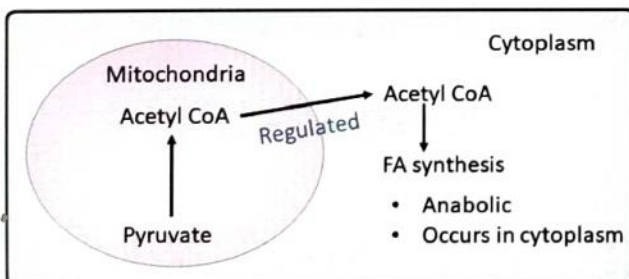 Cytoplasm
Mitochondria
Acetyl CoA
Acetyl CoA
Regulated
FA synthesis
• Anabolic
Pyruvate
• Occurs in cytoplasm